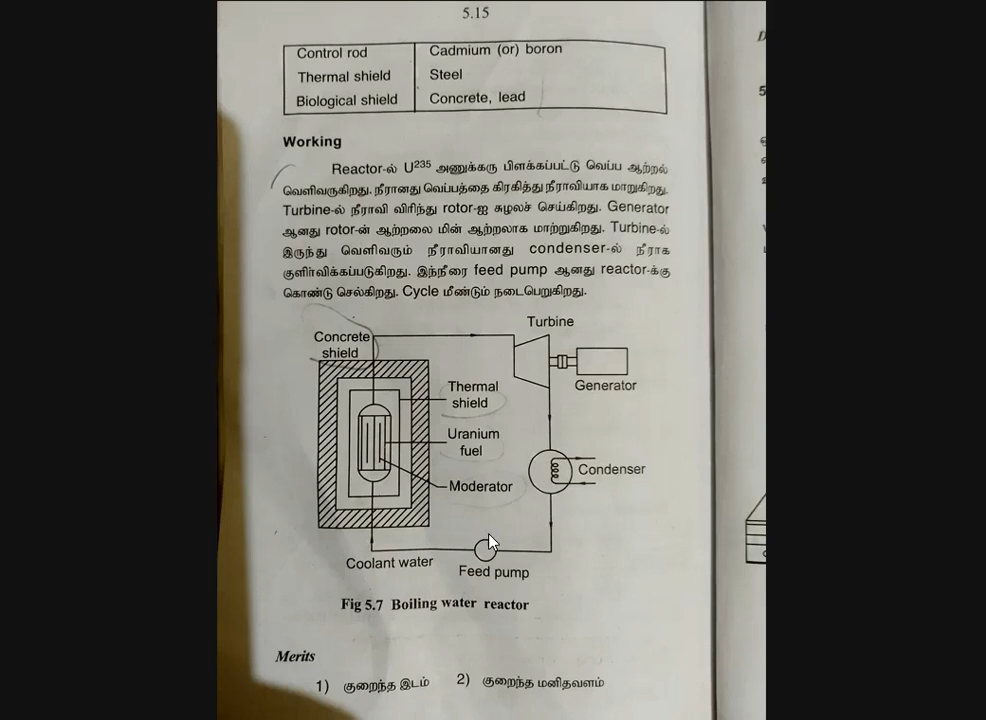 5.15
Control rod Cadmium (or) boron
Thermal shield Steel
Biological shield Concrete, lead
Working
Reactor-ல் U235 அணுக்கரு பிளக்கப்பட்டு வெப்ப ஆற்றல்
வெளிவருகிறது. நீரானது வெப்பத்தை கிரகித்து நீராவியாக மாறுகிறது.
Turbine-ல் நீராவி விரிந்து rotor-ஐ சுழலச் செய்கிறது. Generator
ஆனது rotor-ன் ஆற்றலை மின் ஆற்றலாக மாற்றுகிறது. Turbine-ல்
இருந்து வெளிவரும் நீராவியானது condenser-ல் நீராக
குளிர்விக்கப்படுகிறது. இந்நீரை feed pump ஆனது reactor-க்கு
கொண்டு செல்கிறது. Cycle மீண்டும் நடைபெறுகிறது.
Turbine
Concrete
shield
Generator
Thermal
shield
Uranium
fuel
Condenser
Moderator
Coolant water
Feed pump
Fig 5.7 Boiling water reactor
Merits
1) குறைந்த இடம் 2) குறைந்த மனிதவளம்